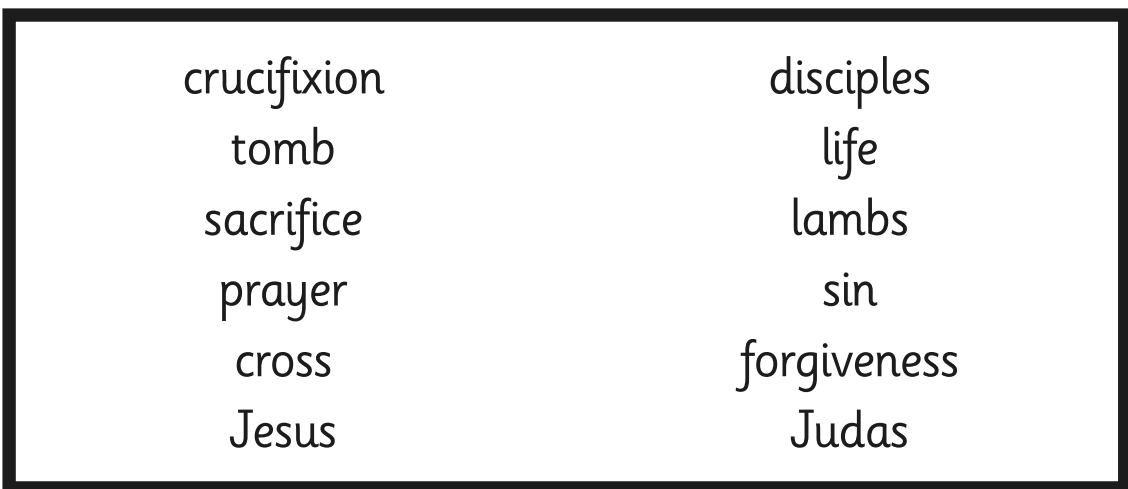 crucifixion
tomb
sacrifice
prayer
cross
Jesus
disciples
life
lambs
sin
forgiveness
Judas